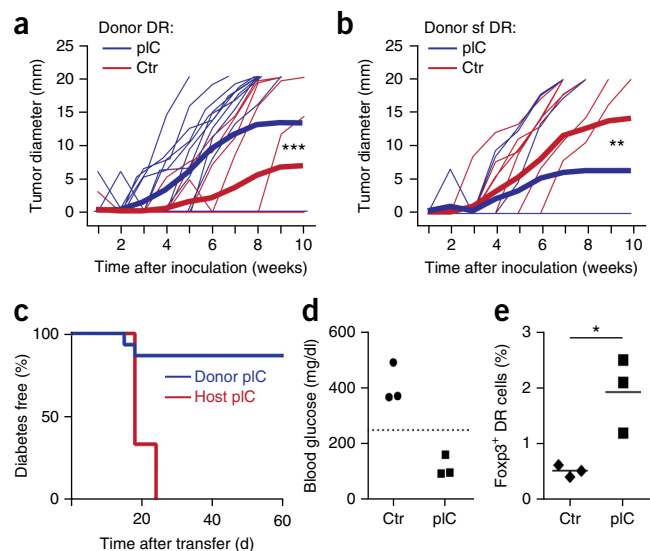 a
Donor DR:
pIC
Ctr
Tumor diameter (mm)
25
20
15
10
5
0
2 4 6 8 10
Time after inoculation (weeks)
***
b
Donor sf DR:
pIC
Ctr
Tumor diameter (mm)
25
20
15
10
5
0
2 4 6 8 10
Time after inoculation (weeks)
**
c
Diabetes free (%)
100
50
0
Donor pIC
Host pIC
0 20 40 60
Time after transfer (d)
d
Blood glucose (mg/dl)
600
400
200
0
Ctr pIC
e
Foxp3+ DR cells (%)
3
2
1
0
*
Ctr pIC